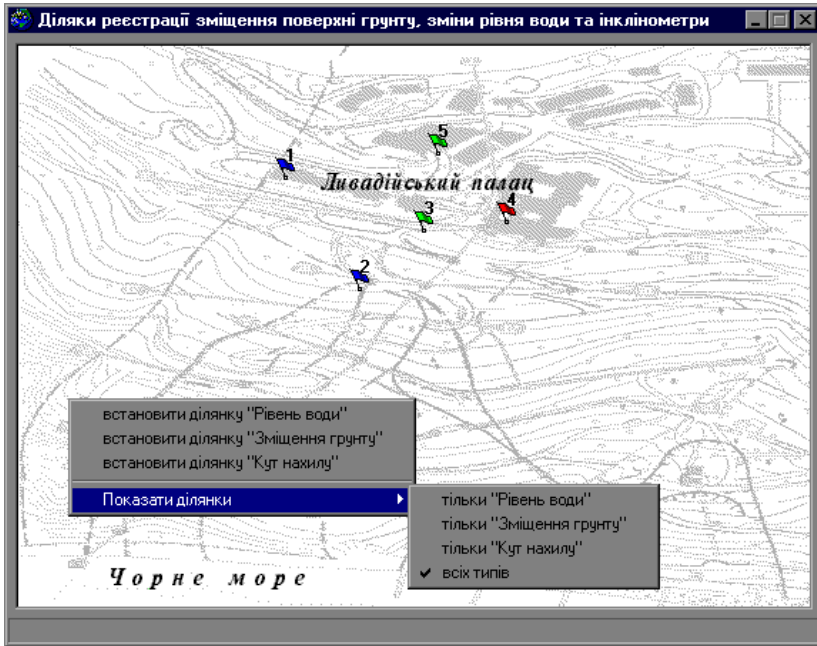 Діляки реєстрації зміщення поверхні грунту, зміни рівня води та інклінометри
5
1
Ливадійський палац
4
3
2
встановити ділянку "Рівень води"
встановити ділянку "Зміщення грунту"
встановити ділянку "Кут нахилу"
Показати ділянки
тільки "Рівень води"
тільки "Зміщення грунту"
тільки "Кут нахилу"
всіх типів
Чорне море